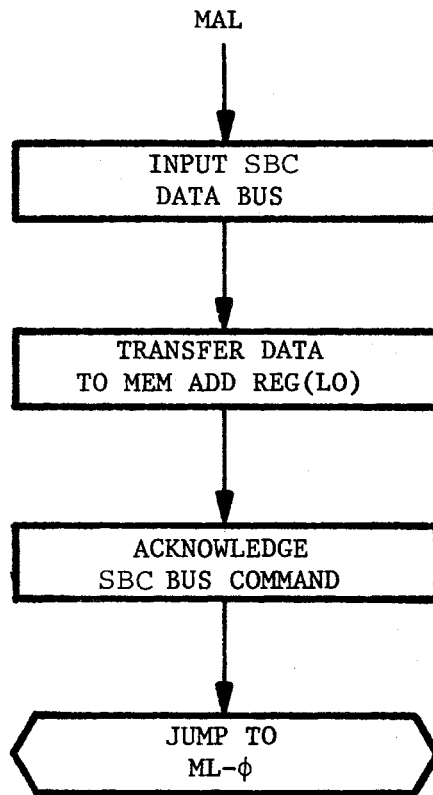 MAL
INPUT SBC
DATA BUS
TRANSFER DATA
TO MEM ADD REG(LO)
ACKNOWLEDGE
SBC BUS COMMAND
JUMP TO
ML-ϕ